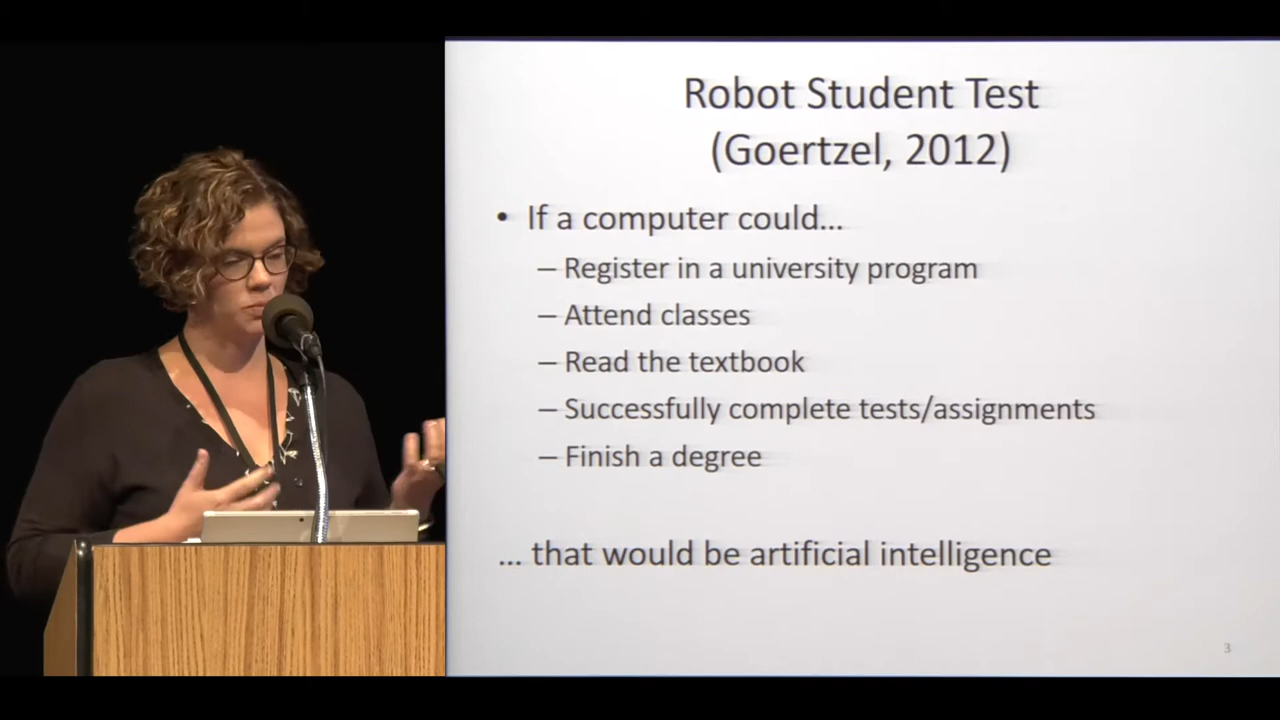 Robot Student Test
(Goertzel, 2012)
• If a computer could...
– Register in a university program
– Attend classes
– Read the textbook
– Successfully complete tests/assignments
– Finish a degree
... that would be artificial intelligence
3